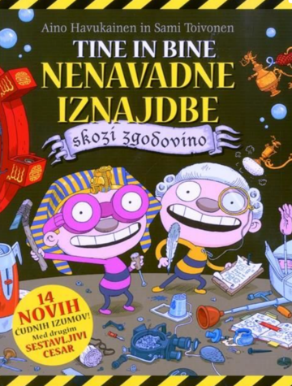 Aino Havukainen in Sami Toivonen
TINE IN BINE
NENAVADNE
IZNAJDBE
skozi zgodovino
14
NOVIH
ČUDNIH IZUMOV!
Med drugim
SESTAVLJIVI
CESAR